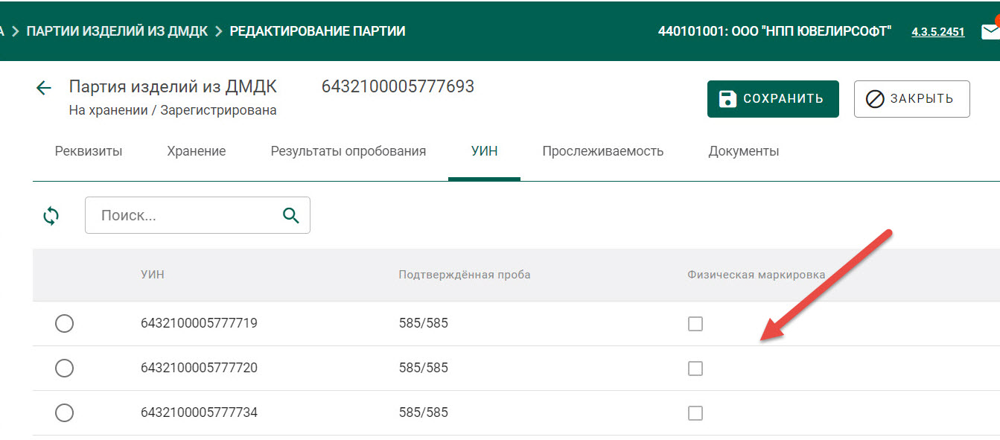 А > ПАРТИИ ИЗДЕЛИЙ ИЗ ДМДК > РЕДАКТИРОВАНИЕ ПАРТИИ 440101001: ООО "НПП ЮВЕЛИРСОФТ" 4.3.5.2451
Партия изделий из ДМДК 6432100005777693
СОХРАНИТЬ ЗАКРЫТЬ
На хранении / Зарегистрирована
Реквизиты Хранение Результаты опробования УИН Прослеживаемость Документы
Поиск...
УИН Подтверждённая проба Физическая маркировка
6432100005777719 585/585
6432100005777720 585/585
6432100005777734 585/585